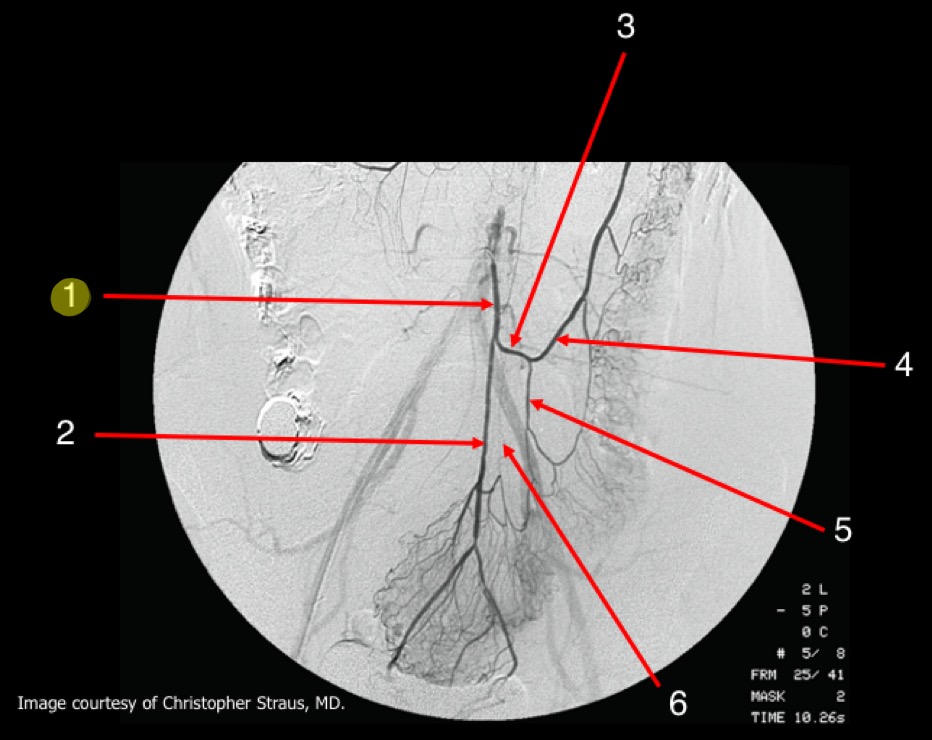 3
1
4
2
5
6
2 L
- 5 P
0 C
# 5/ 8
FRM 25/ 41
MASK 2
TIME 10.26s
Image courtesy of Christopher Straus, MD.